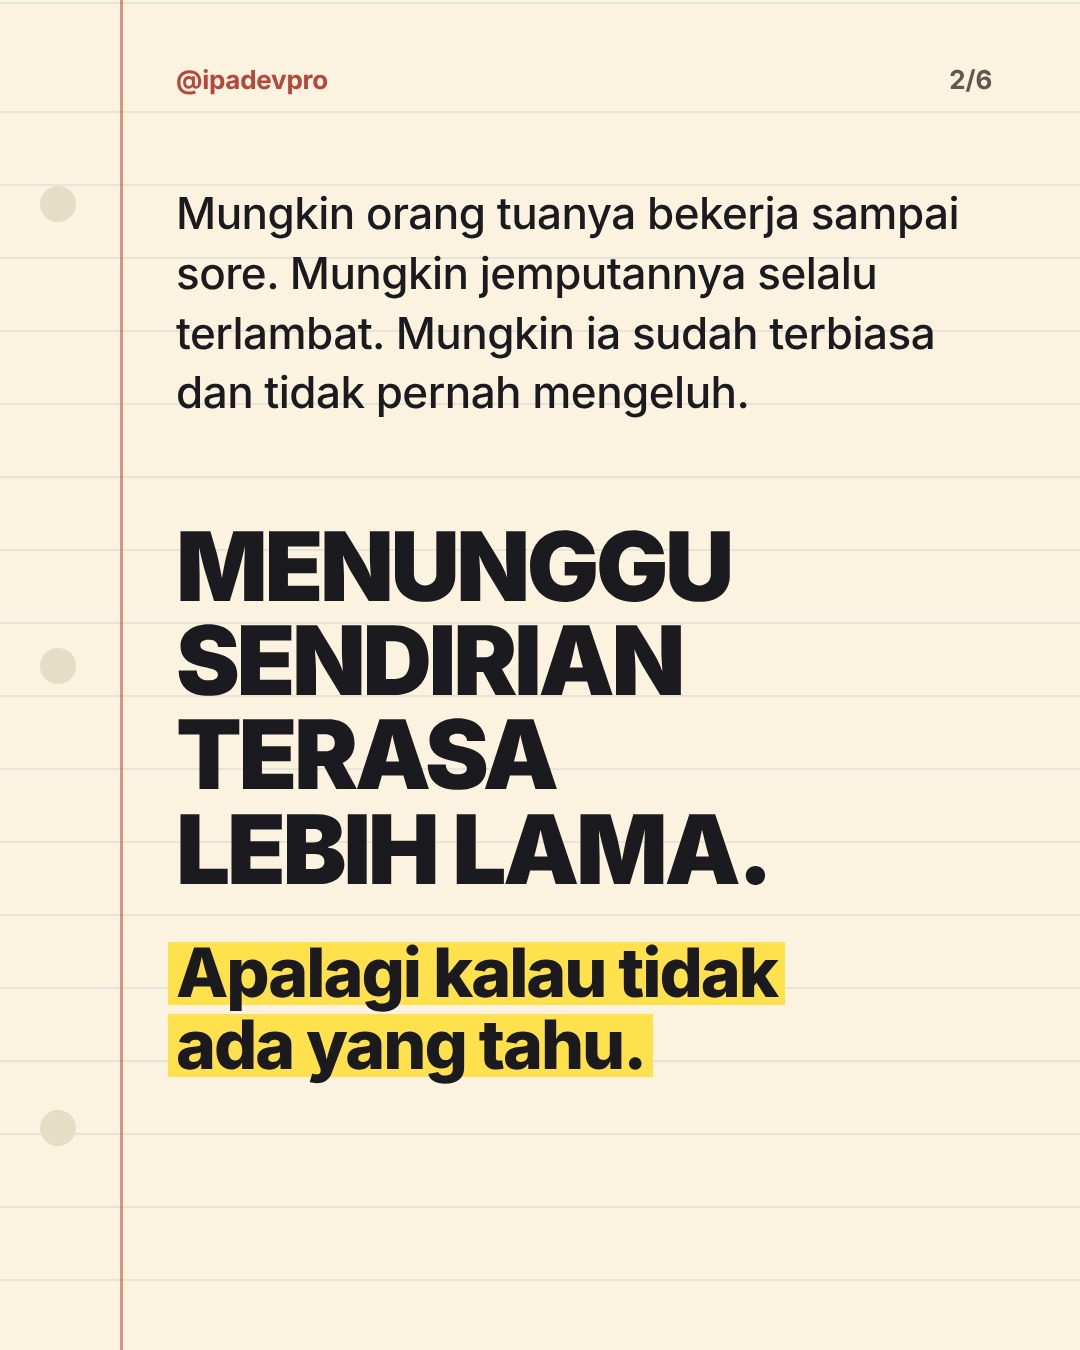 @ipadevpro
2/6
Mungkin orang tuanya bekerja sampai
sore. Mungkin jemputannya selalu
terlambat. Mungkin ia sudah terbiasa
dan tidak pernah mengeluh.
MENUNGGU
SENDIRIAN
TERASA
LEBIH LAMA.
Apalagi kalau tidak
ada yang tahu.